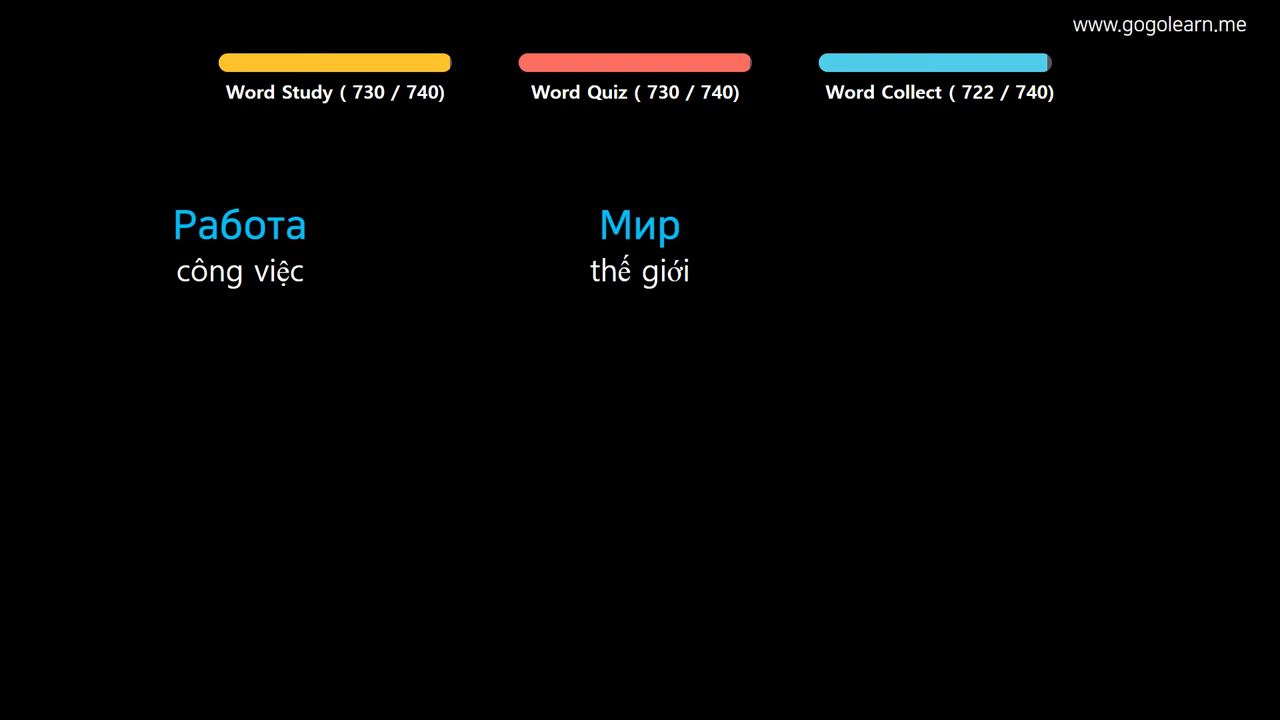 www.gogolearn.me
Word Study ( 730 / 740)
Word Quiz ( 730 / 740)
Word Collect ( 722 / 740)
Работа
công việc
Мир
thế giới